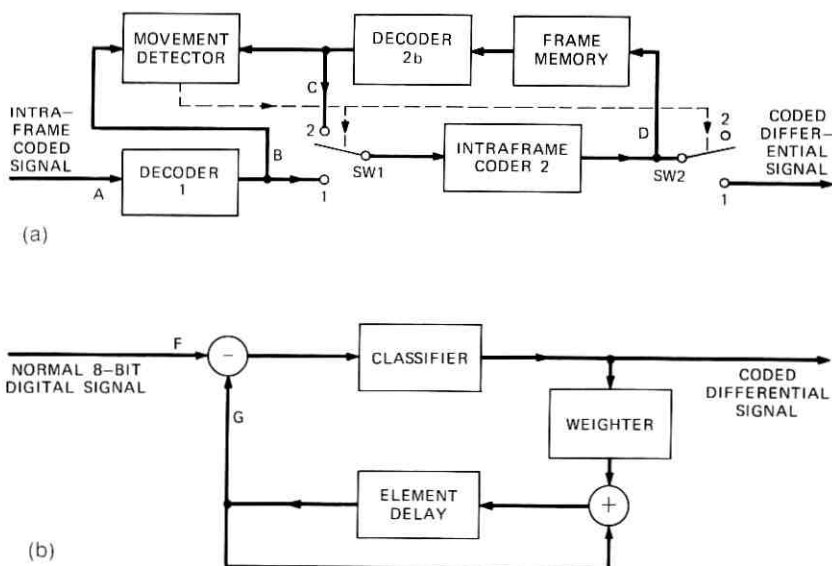 (a)
MOVEMENT
DETECTOR
DECODER
2b
FRAME
MEMORY
C
INTRA–
FRAME
CODED
SIGNAL
A
DECODER
1
B
2
1
SW1
INTRAFRAME
CODER 2
D
SW2
2
1
CODED
DIFFER–
ENTIAL
SIGNAL
(b)
F
NORMAL 8–BIT
DIGITAL SIGNAL
−
G
CLASSIFIER
CODED
DIFFERENTIAL
SIGNAL
WEIGHTER
ELEMENT
DELAY
+